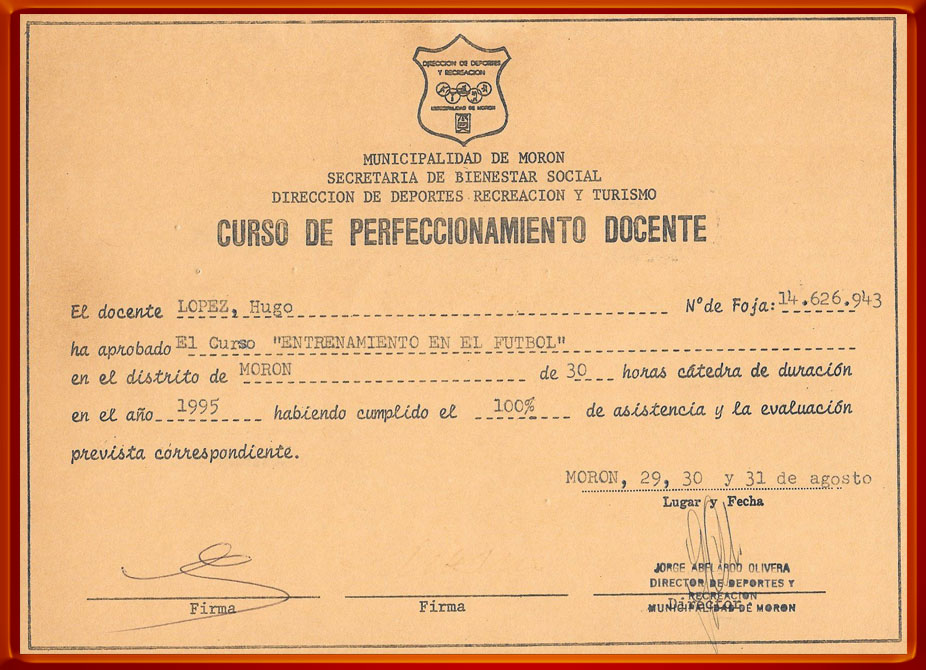 DIRECCION DE DEPORTES
Y RECREACION
MUNICIPALIDAD DE MORON
MUNICIPALIDAD DE MORON
SECRETARIA DE BIENESTAR SOCIAL
DIRECCION DE DEPORTES RECREACION Y TURISMO
CURSO DE PERFECCIONAMIENTO DOCENTE
El docente LOPEZ, Hugo N° de Foja: 14.626.943
ha aprobado El Curso "ENTRENAMIENTO EN EL FUTBOL"
en el distrito de MORON de 30 horas cátedra de duración
en el año 1995 habiendo cumplido el 100% de asistencia y la evaluación
prevista correspondiente.
MORON, 29, 30 y 31 de agosto
Lugar y Fecha
JORGE ABELARDO OLIVERA
DIRECTOR DE DEPORTES Y
RECREACION
MUNICIPALIDAD DE MORON
Firma Firma Director